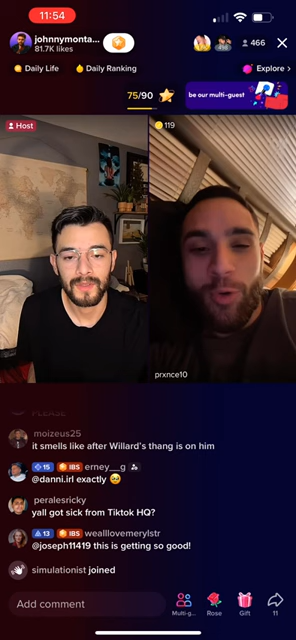 11:54
johnnymonta...
81.7K likes
466
Daily Life
Daily Ranking
Explore >
75/90
be our multi-guest
Host
119
prxnce10
PLEASE
moizeus25
it smells like after Willard's thang is on him
15 IBS erney__g
@danni.irl exactly 🥹
peralesricky
yall got sick from Tiktok HQ?
13 IBS wealllovemerylstr
@joseph11419 this is getting so good!
simulationist joined
Add comment
Multi-g...
Rose
Gift
11